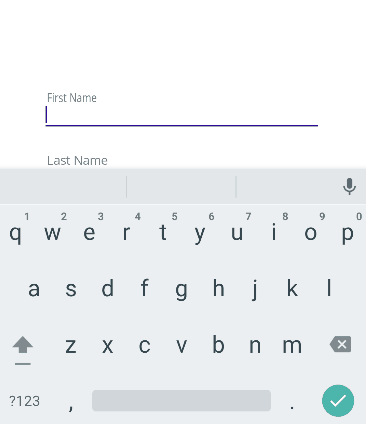 First Name
Last Name
1 2 3 4 5 6 7 8 9 0
q w e r t y u i o p
a s d f g h j k l
z x c v b n m
?123 , .